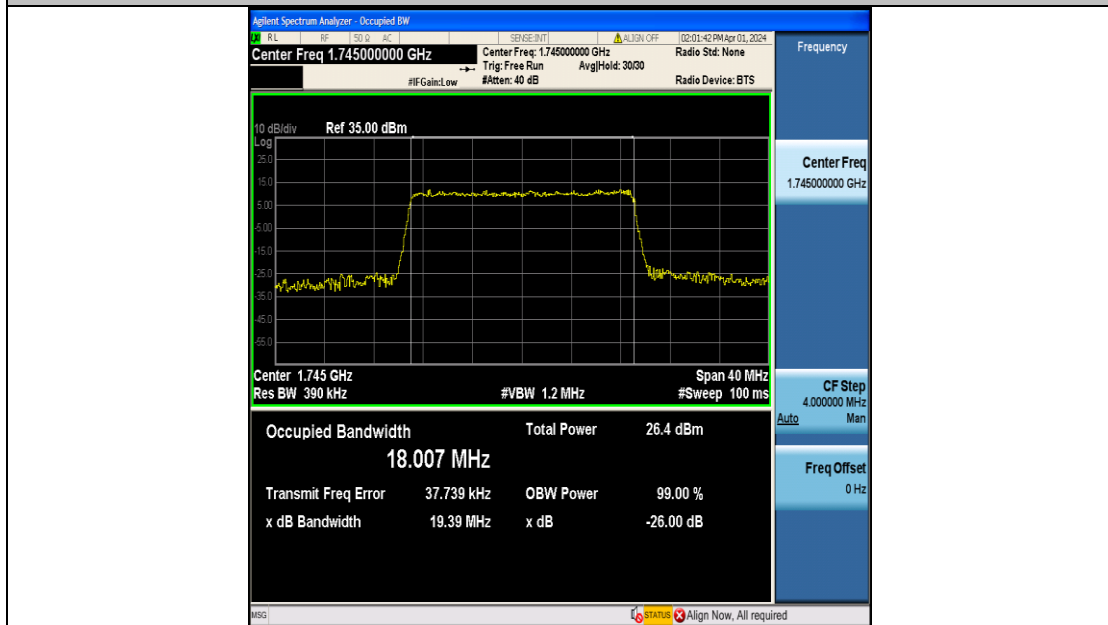 Agilent Spectrum Analyzer - Occupied BW
LXI RL RF 50 Ω AC SENSE:INT ALIGN OFF 02:01:42 PM Apr 01, 2024
Center Freq 1.745000000 GHz
Center Freq: 1.745000000 GHz Radio Std: None
Trig: Free Run Avg|Hold: 30/30
#IFGain:Low #Atten: 40 dB Radio Device: BTS
Frequency
10 dB/div Ref 35.00 dBm
Log
25.0
15.0
5.00
-5.00
-15.0
-25.0
-35.0
-45.0
-55.0
Center 1.745 GHz Span 40 MHz
Res BW 390 kHz #VBW 1.2 MHz #Sweep 100 ms
Center Freq
1.745000000 GHz
CF Step
4.000000 MHz
Auto Man
Freq Offset
0 Hz
Occupied Bandwidth Total Power 26.4 dBm
18.007 MHz
Transmit Freq Error 37.739 kHz OBW Power 99.00 %
x dB Bandwidth 19.39 MHz x dB -26.00 dB
MSG STATUS Align Now, All required